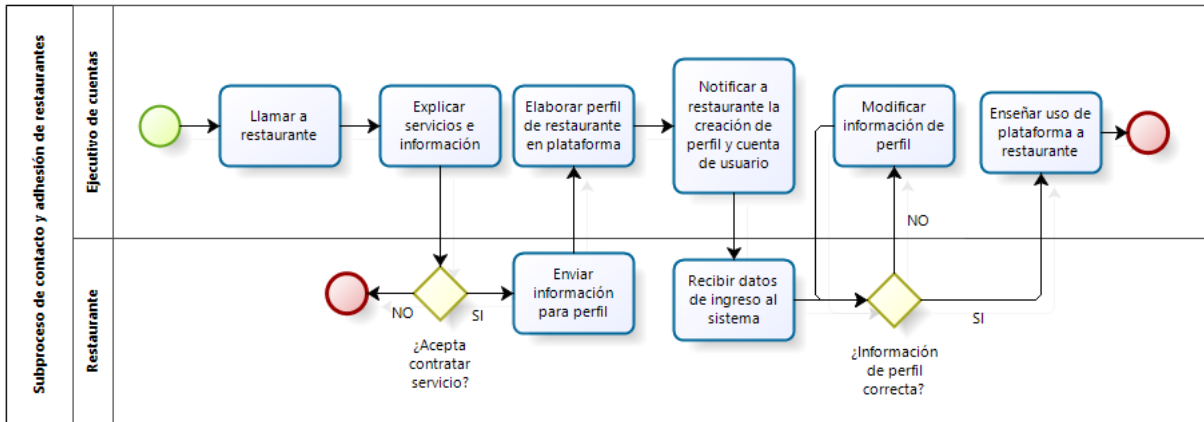 Subproceso de contacto y adhesión de restaurantes
Ejecutivo de cuentas
Llamar a
restaurante
Explicar
servicios e
información
Elaborar perfil
de restaurante
en plataforma
Notificar a
restaurante la
creación de
perfil y cuenta
de usuario
Modificar
información de
perfil
Enseñar uso de
plataforma a
restaurante
NO
Restaurante
NO
SI
¿Acepta
contratar
servicio?
Enviar
información
para perfil
Recibir datos
de ingreso al
sistema
¿Información
de perfil
correcta?
SI